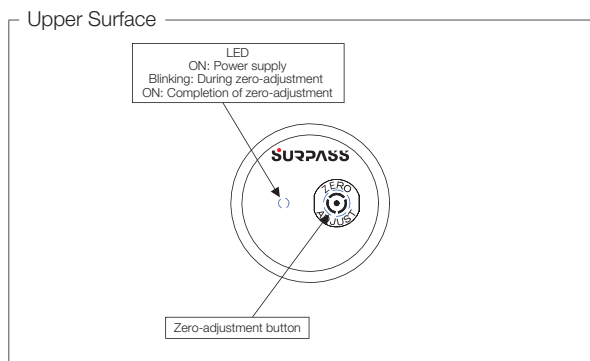 Upper Surface
LED
ON: Power supply
Blinking: During zero-adjustment
ON: Completion of zero-adjustment
SURPASS
ZERO
ADJUST
Zero-adjustment button